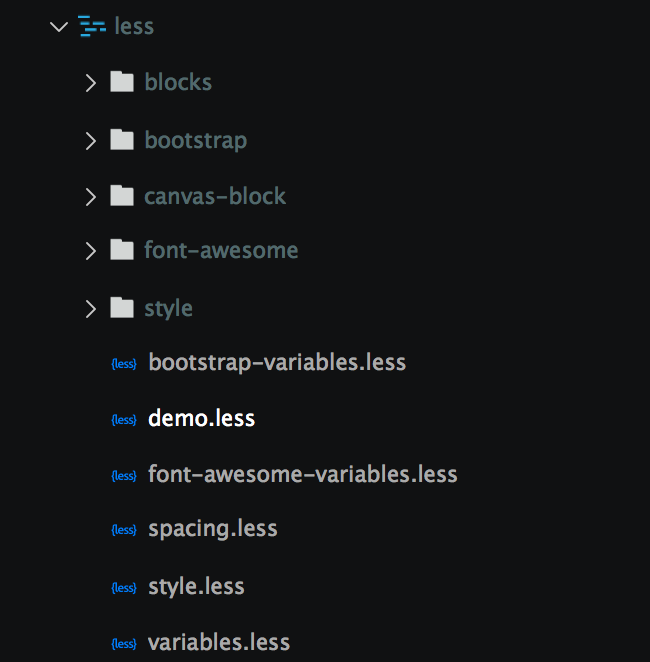 less
blocks
bootstrap
canvas-block
font-awesome
style
{less} bootstrap-variables.less
{less} demo.less
{less} font-awesome-variables.less
{less} spacing.less
{less} style.less
{less} variables.less